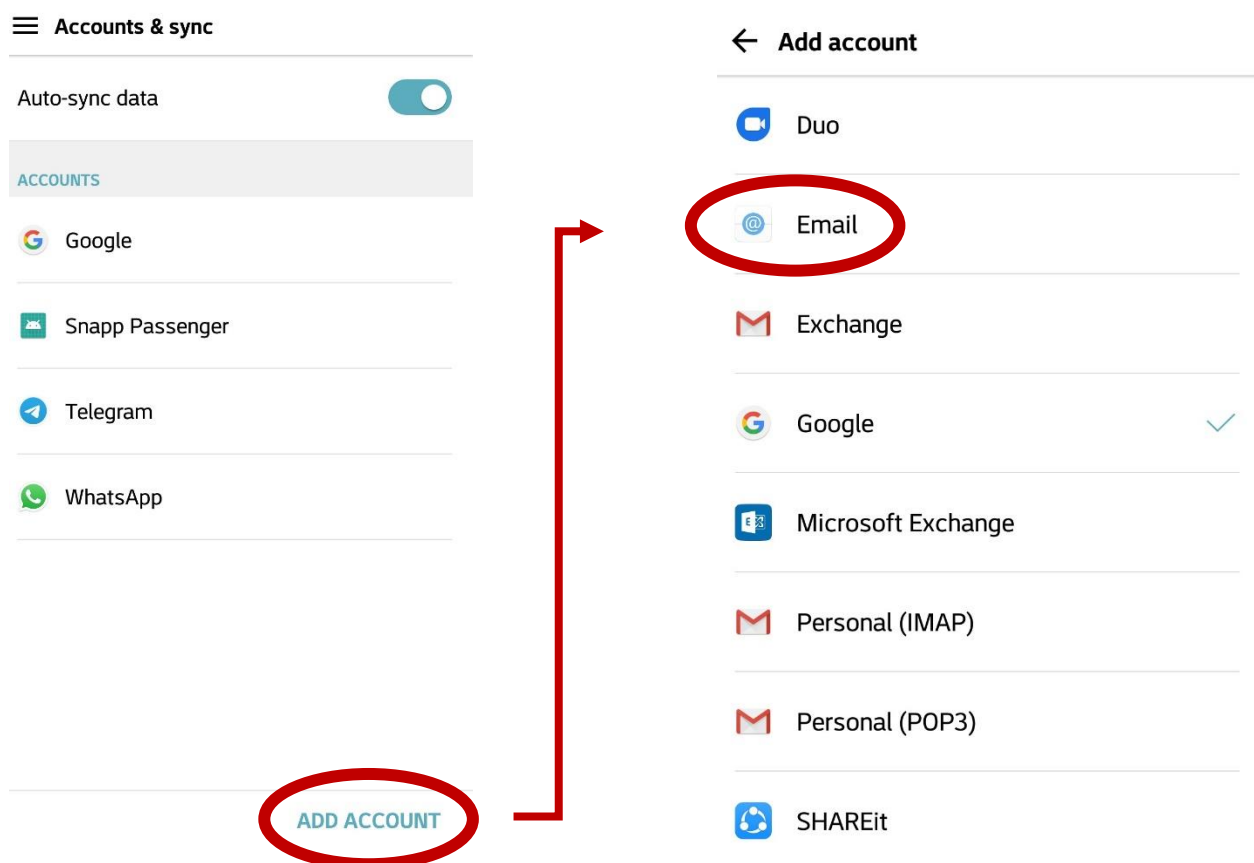 Accounts & sync
Auto-sync data
ACCOUNTS
Google
Snapp Passenger
Telegram
WhatsApp
ADD ACCOUNT
Add account
Duo
Email
Exchange
Google
Microsoft Exchange
Personal (IMAP)
Personal (POP3)
SHAREit